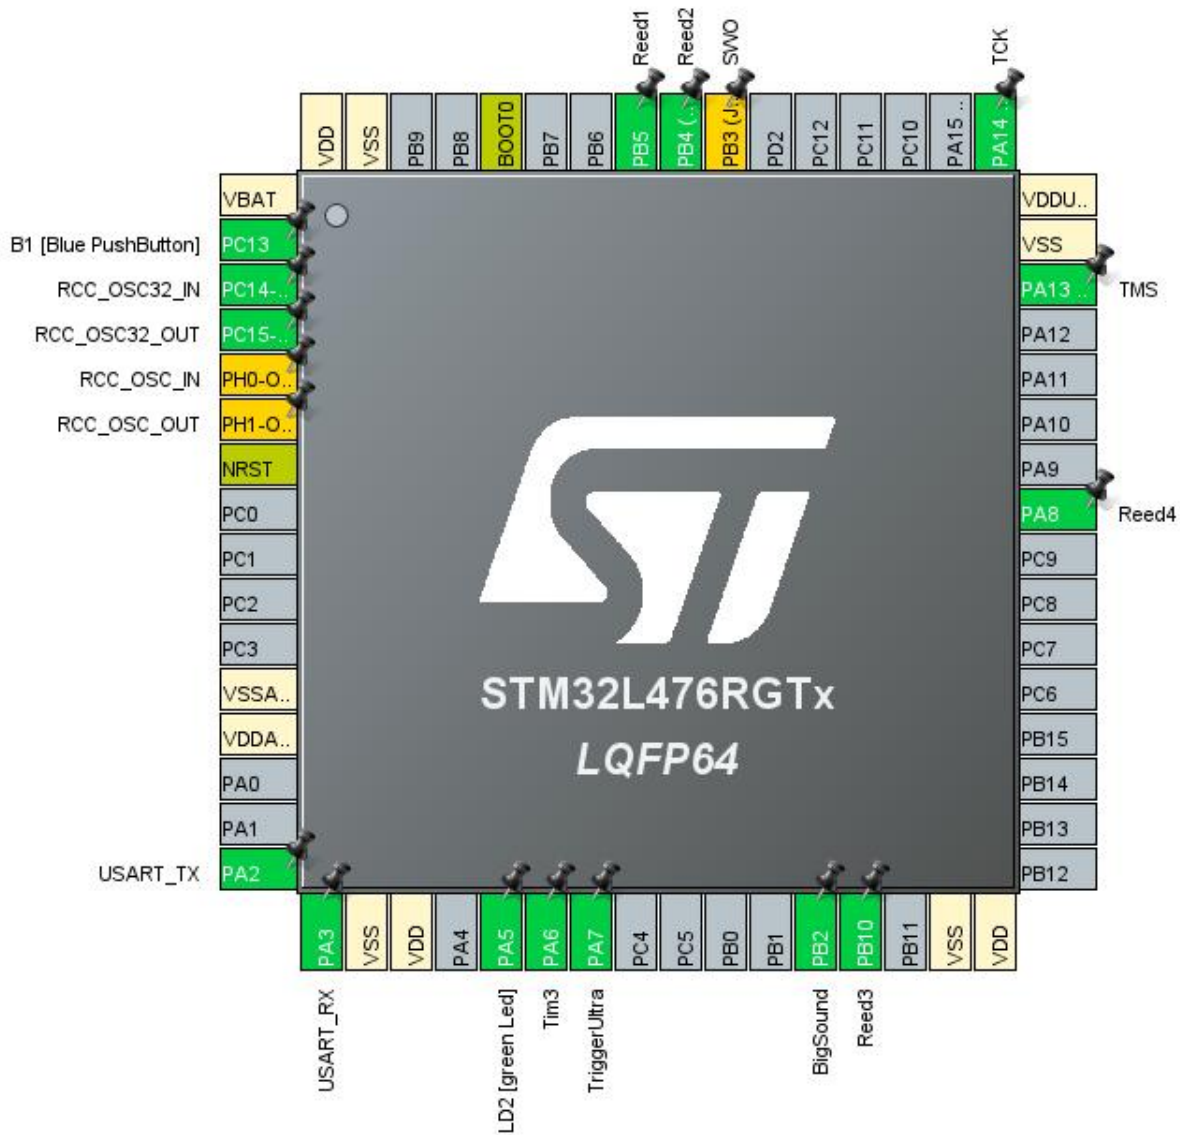 Reed1
Reed2
SWO
TCK
VDD
VSS
PB9
PB8
BOOT0
PB7
PB6
PB5
PB4 (..
PB3 (J..
PD2
PC12
PC11
PC10
PA15 ..
PA14 ..
VBAT
B1 [Blue PushButton] PC13
RCC_OSC32_IN PC14-..
RCC_OSC32_OUT PC15-..
RCC_OSC_IN PH0-O..
RCC_OSC_OUT PH1-O..
NRST
PC0
PC1
PC2
PC3
VSSA..
VDDA..
PA0
PA1
USART_TX PA2
VDDU..
VSS
PA13 .. TMS
PA12
PA11
PA10
PA9
PA8 Reed4
PC9
PC8
PC7
PC6
PB15
PB14
PB13
PB12
ST
STM32L476RGTx
LQFP64
PA3
VSS
VDD
PA4
PA5
PA6
PA7
PC4
PC5
PB0
PB1
PB2
PB10
PB11
VSS
VDD
USART_RX
LD2 [green Led]
Tim3
TriggerUltra
BigSound
Reed3